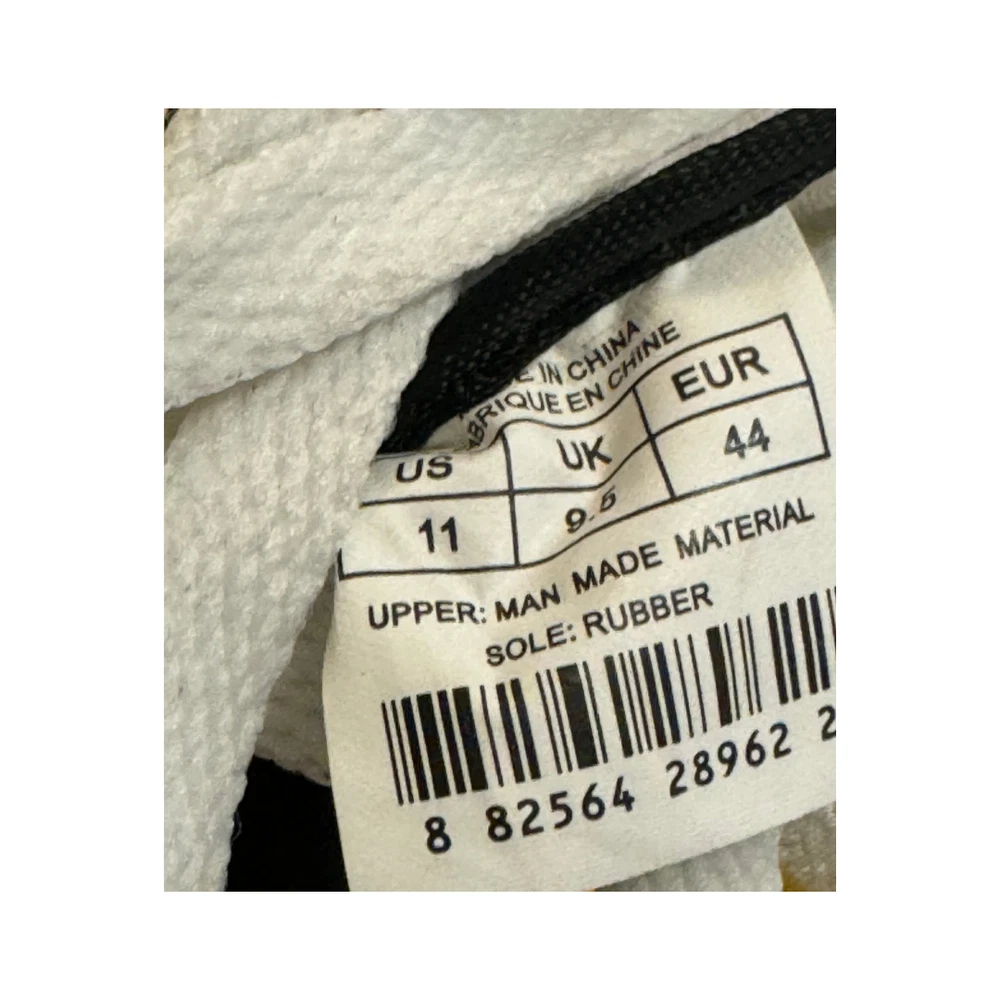 IN CHINA
EN CHINE
US UK EUR
11 9.5 44
UPPER: MAN MADE MATERIAL
SOLE: RUBBER
8 82564 28962 2